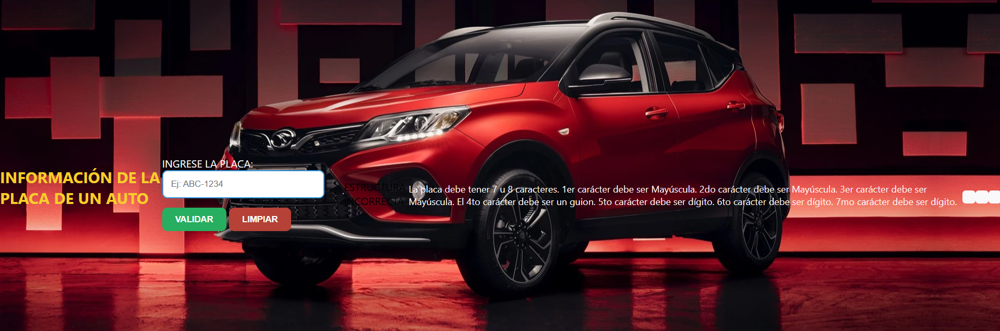 INFORMACIÓN DE LA
PLACA DE UN AUTO
INGRESE LA PLACA:
Ej: ABC-1234
VALIDAR
LIMPIAR
ESTRUCTURA
INCORRECTA
La placa debe tener 7 u 8 caracteres. 1er carácter debe ser Mayúscula. 2do carácter debe ser Mayúscula. 3er carácter debe ser
Mayúscula. El 4to carácter debe ser un guion. 5to carácter debe ser dígito. 6to carácter debe ser dígito. 7mo carácter debe ser dígito.